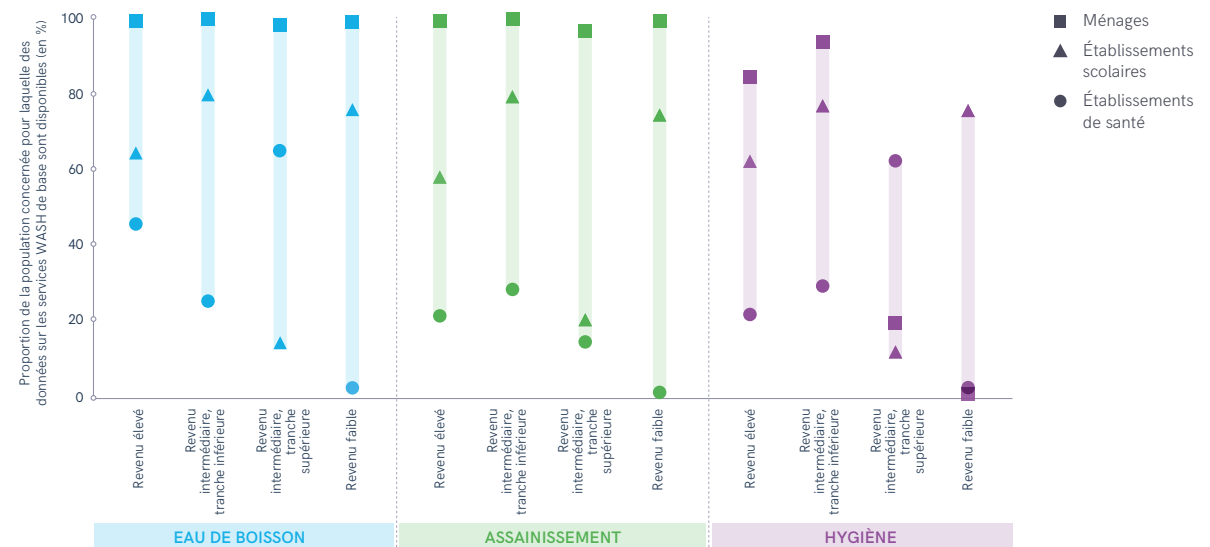 Proportion de la population concernée pour laquelle des
données sur les services WASH de base sont disponibles (en %)
100
80
60
40
20
0
Revenu élevé
Revenu
intermédiaire,
tranche inférieure
Revenu
intermédiaire,
tranche
supérieure
Revenu faible
Revenu élevé
Revenu
intermédiaire,
tranche inférieure
Revenu
intermédiaire,
tranche
supérieure
Revenu faible
Revenu élevé
Revenu
intermédiaire,
tranche inférieure
Revenu
intermédiaire,
tranche
supérieure
Revenu faible
EAU DE BOISSON
ASSAINISSEMENT
HYGIÈNE
Ménages
Établissements
scolaires
Établissements
de santé